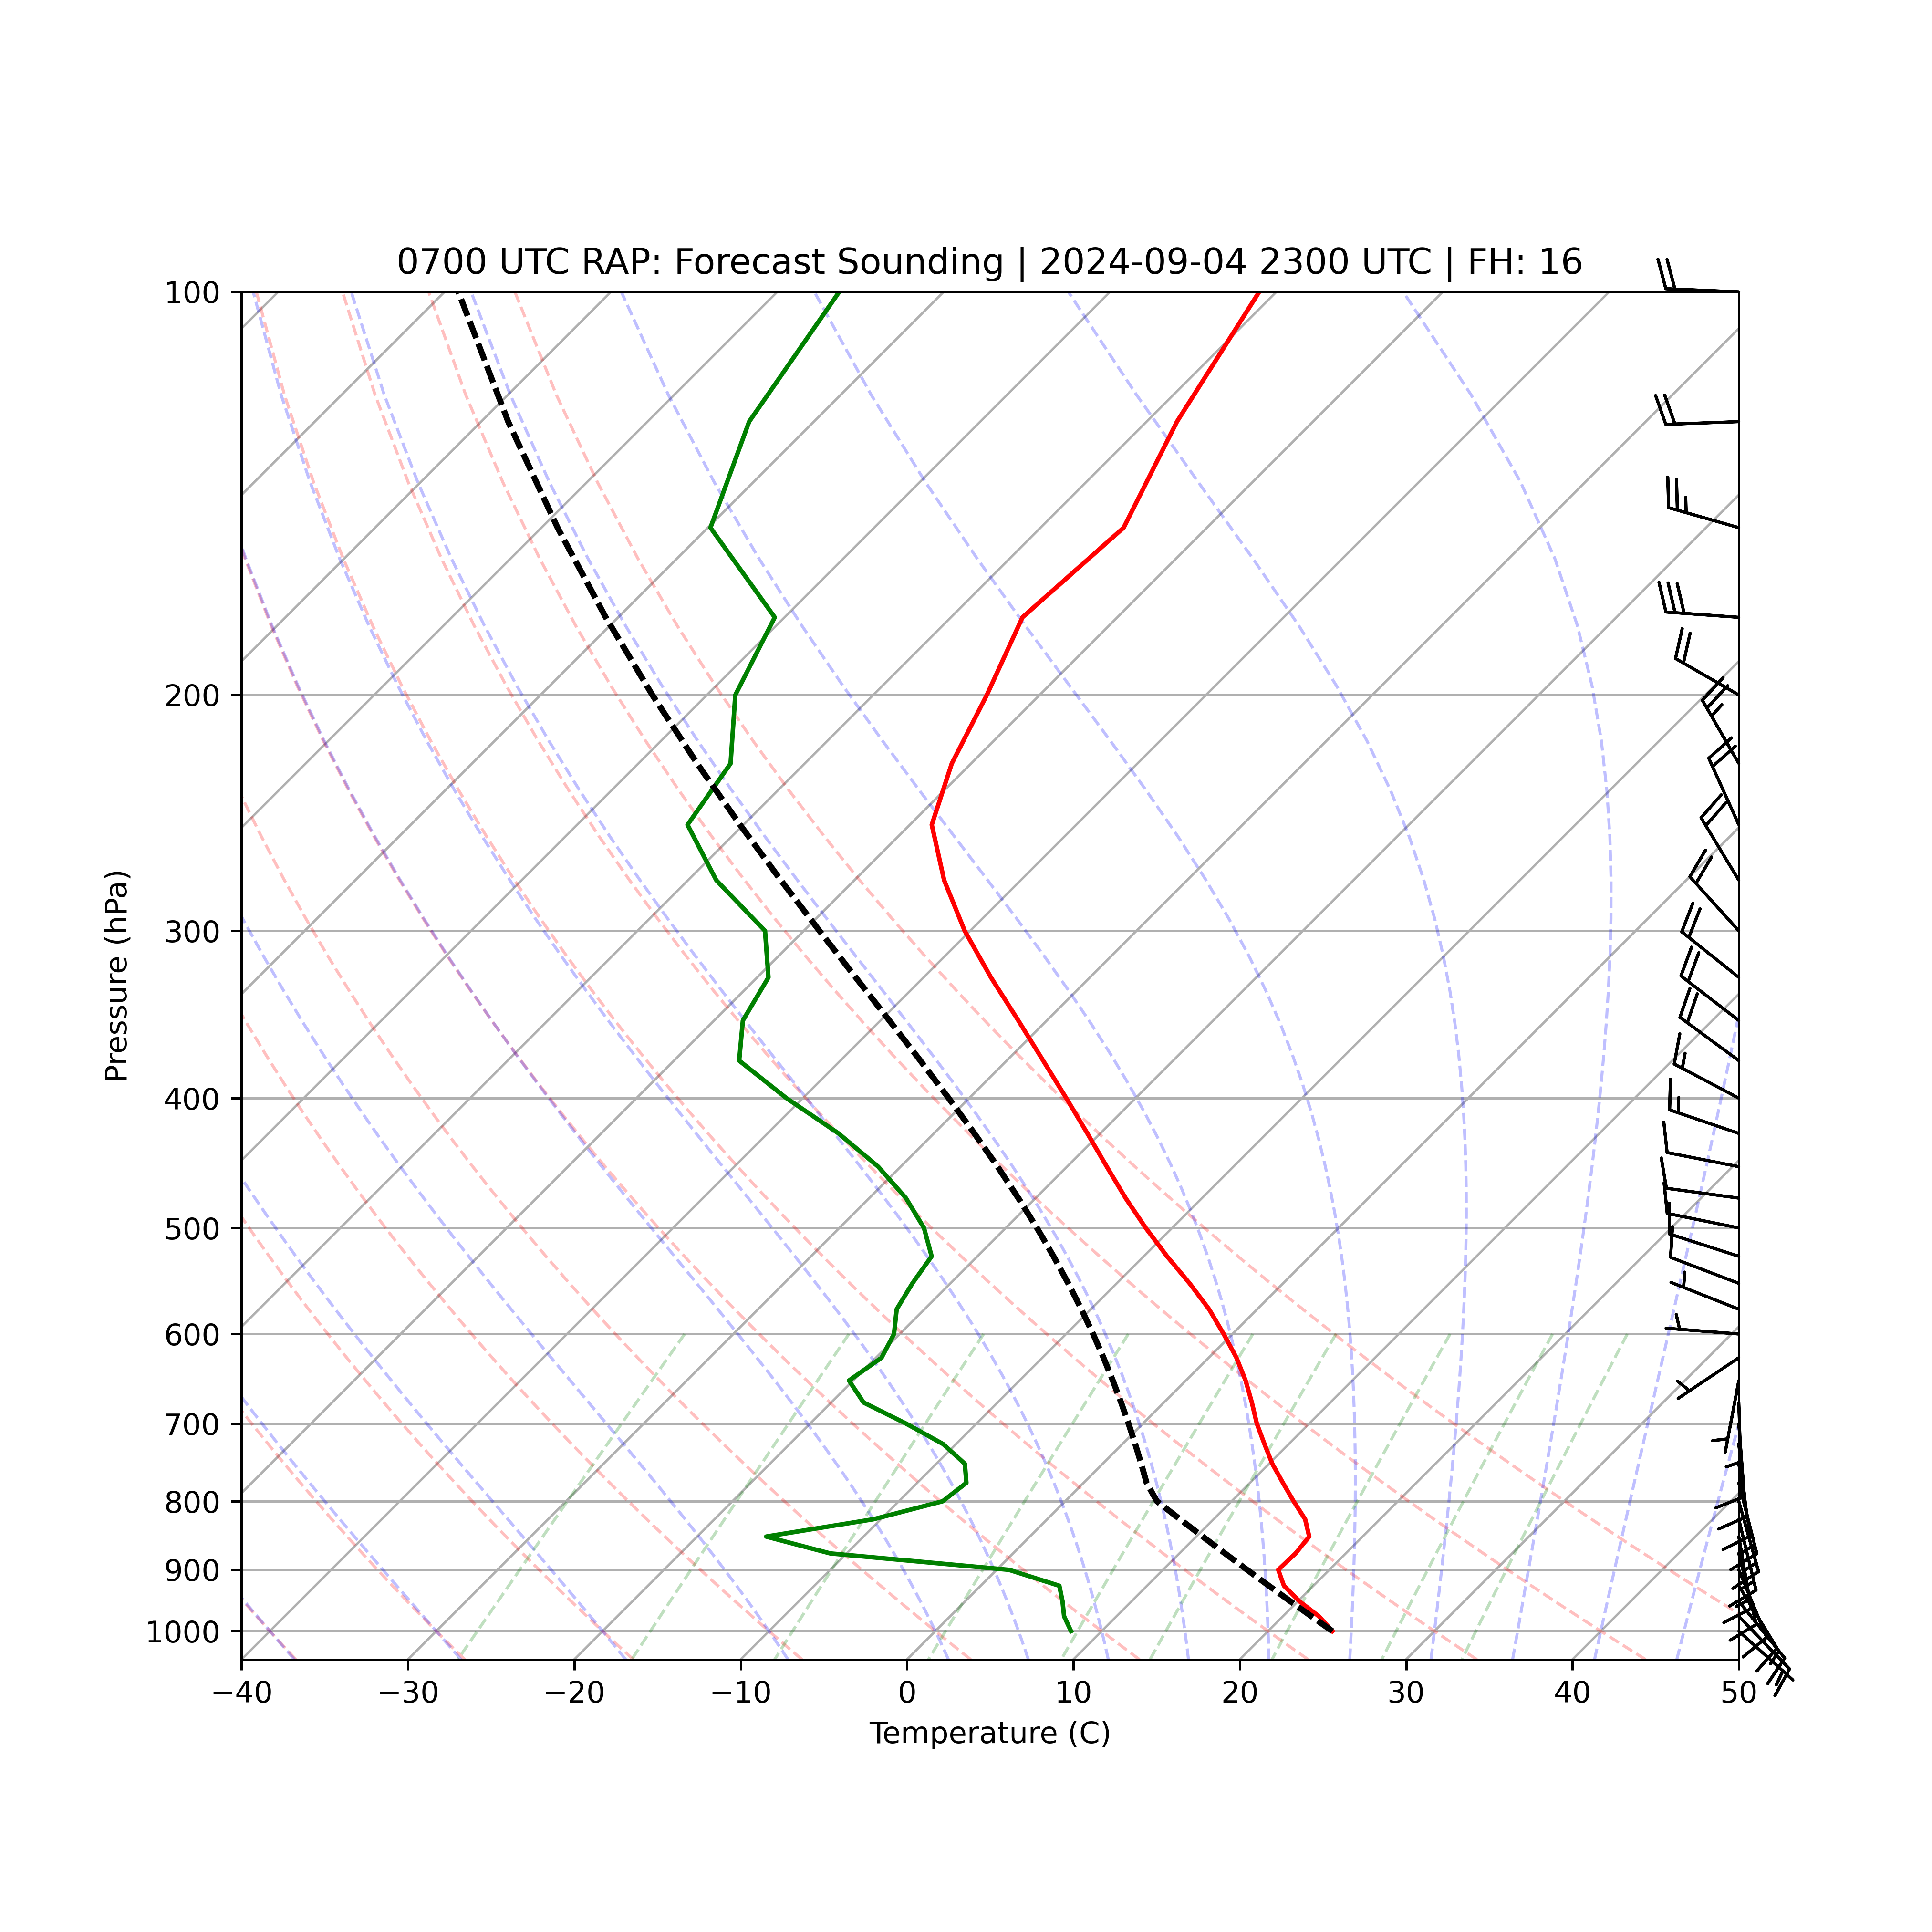 0700 UTC RAP: Forecast Sounding | 2024-09-04 2300 UTC | FH: 16
100
200
300
400
500
600
700
800
900
1000
Pressure (hPa)
−40 −30 −20 −10 0 10 20 30 40 50
Temperature (C)